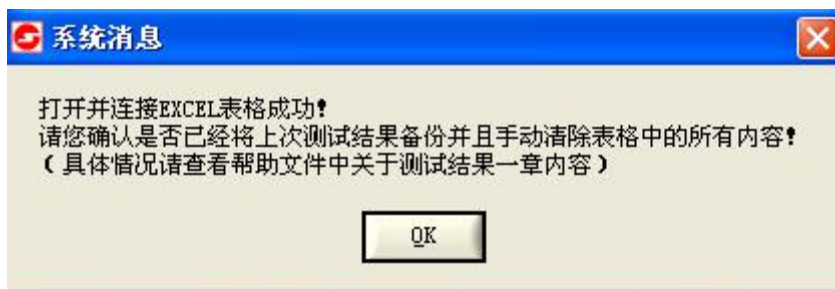 系统消息
打开并连接EXCEL表格成功!
请您确认是否已经将上次测试结果备份并且手动清除表格中的所有内容!
(具体情况请查看帮助文件中关于测试结果一章内容)
OK